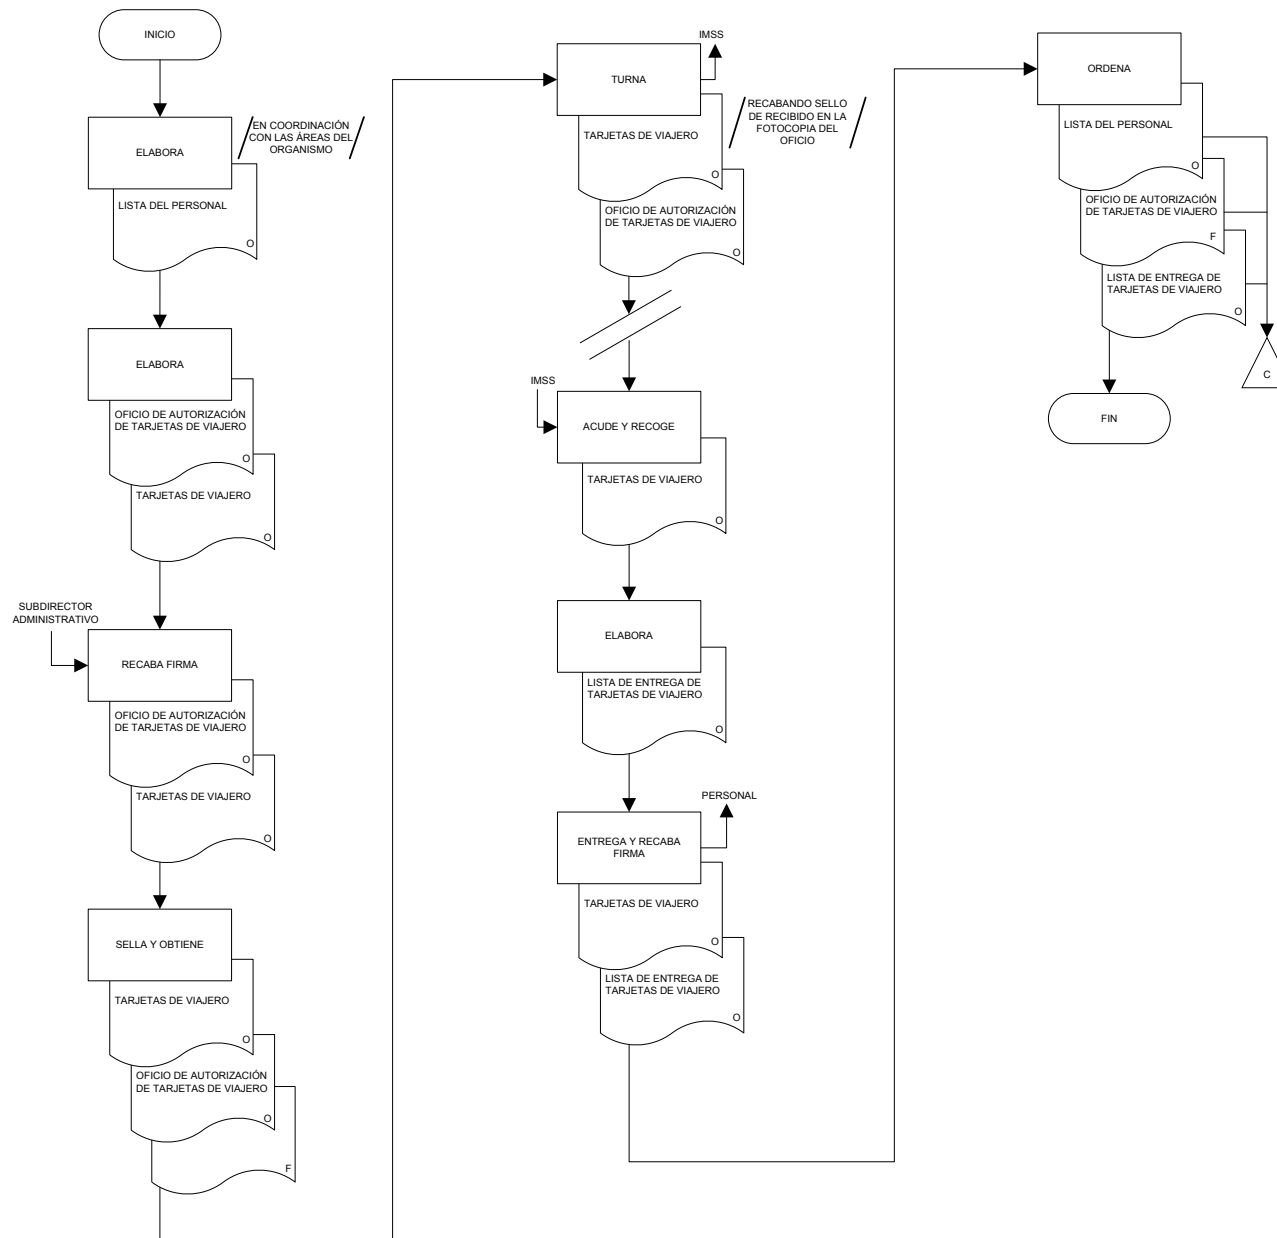 INICIO
ELABORA
EN COORDINACIÓN
CON LAS ÁREAS DEL
ORGANISMO
LISTA DEL PERSONAL
O
ELABORA
OFICIO DE AUTORIZACIÓN
DE TARJETAS DE VIAJERO
O
TARJETAS DE VIAJERO
O
SUBDIRECTOR
ADMINISTRATIVO
RECABA FIRMA
OFICIO DE AUTORIZACIÓN
DE TARJETAS DE VIAJERO
O
TARJETAS DE VIAJERO
O
SELLA Y OBTIENE
TARJETAS DE VIAJERO
O
OFICIO DE AUTORIZACIÓN
DE TARJETAS DE VIAJERO
O
F
IMSS
TURNA
RECABANDO SELLO
DE RECIBIDO EN LA
FOTOCOPIA DEL
OFICIO
TARJETAS DE VIAJERO
O
OFICIO DE AUTORIZACIÓN
DE TARJETAS DE VIAJERO
O
IMSS
ACUDE Y RECOGE
TARJETAS DE VIAJERO
O
ELABORA
LISTA DE ENTREGA DE
TARJETAS DE VIAJERO
O
PERSONAL
ENTREGA Y RECABA
FIRMA
TARJETAS DE VIAJERO
O
LISTA DE ENTREGA DE
TARJETAS DE VIAJERO
O
ORDENA
LISTA DEL PERSONAL
O
OFICIO DE AUTORIZACIÓN
DE TARJETAS DE VIAJERO
F
LISTA DE ENTREGA DE
TARJETAS DE VIAJERO
O
C
FIN